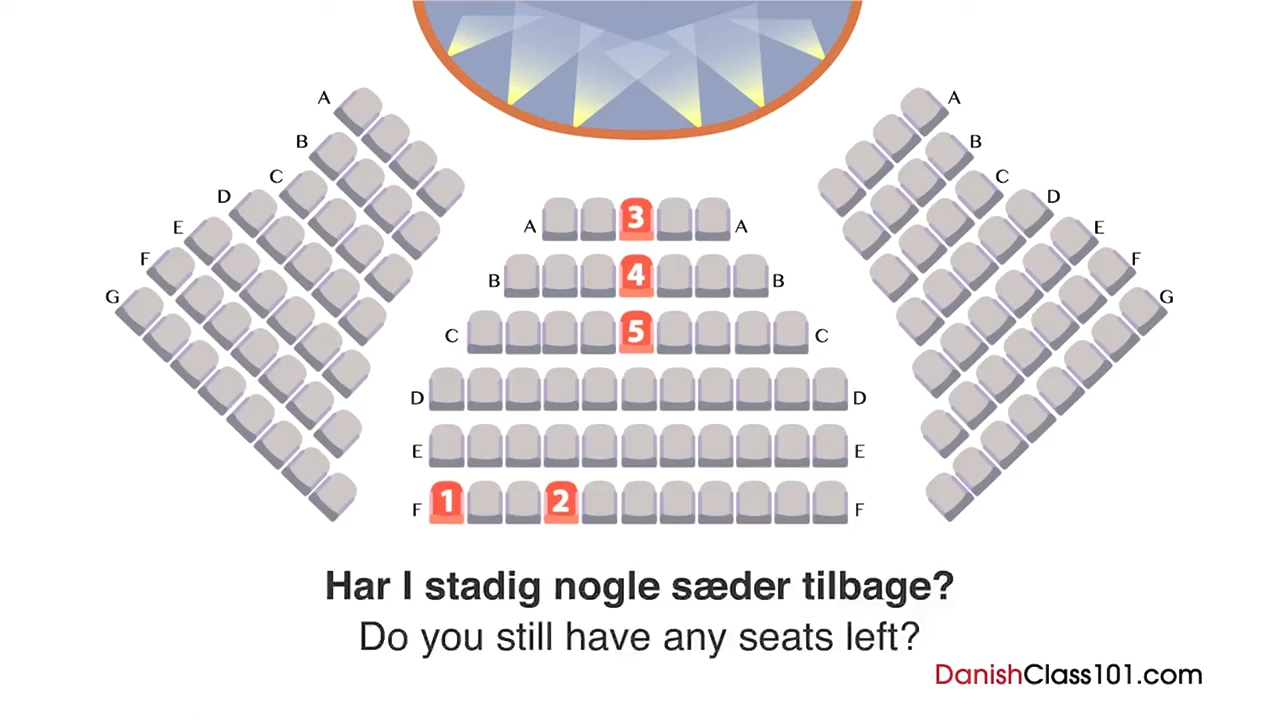 A
B
C
D
E
F
G
A
B
C
D
E
F
G
A 3 A
B 4 B
C 5 C
D D
E E
F 1 2 F
Har I stadig nogle sæder tilbage?
Do you still have any seats left?
DanishClass101.com